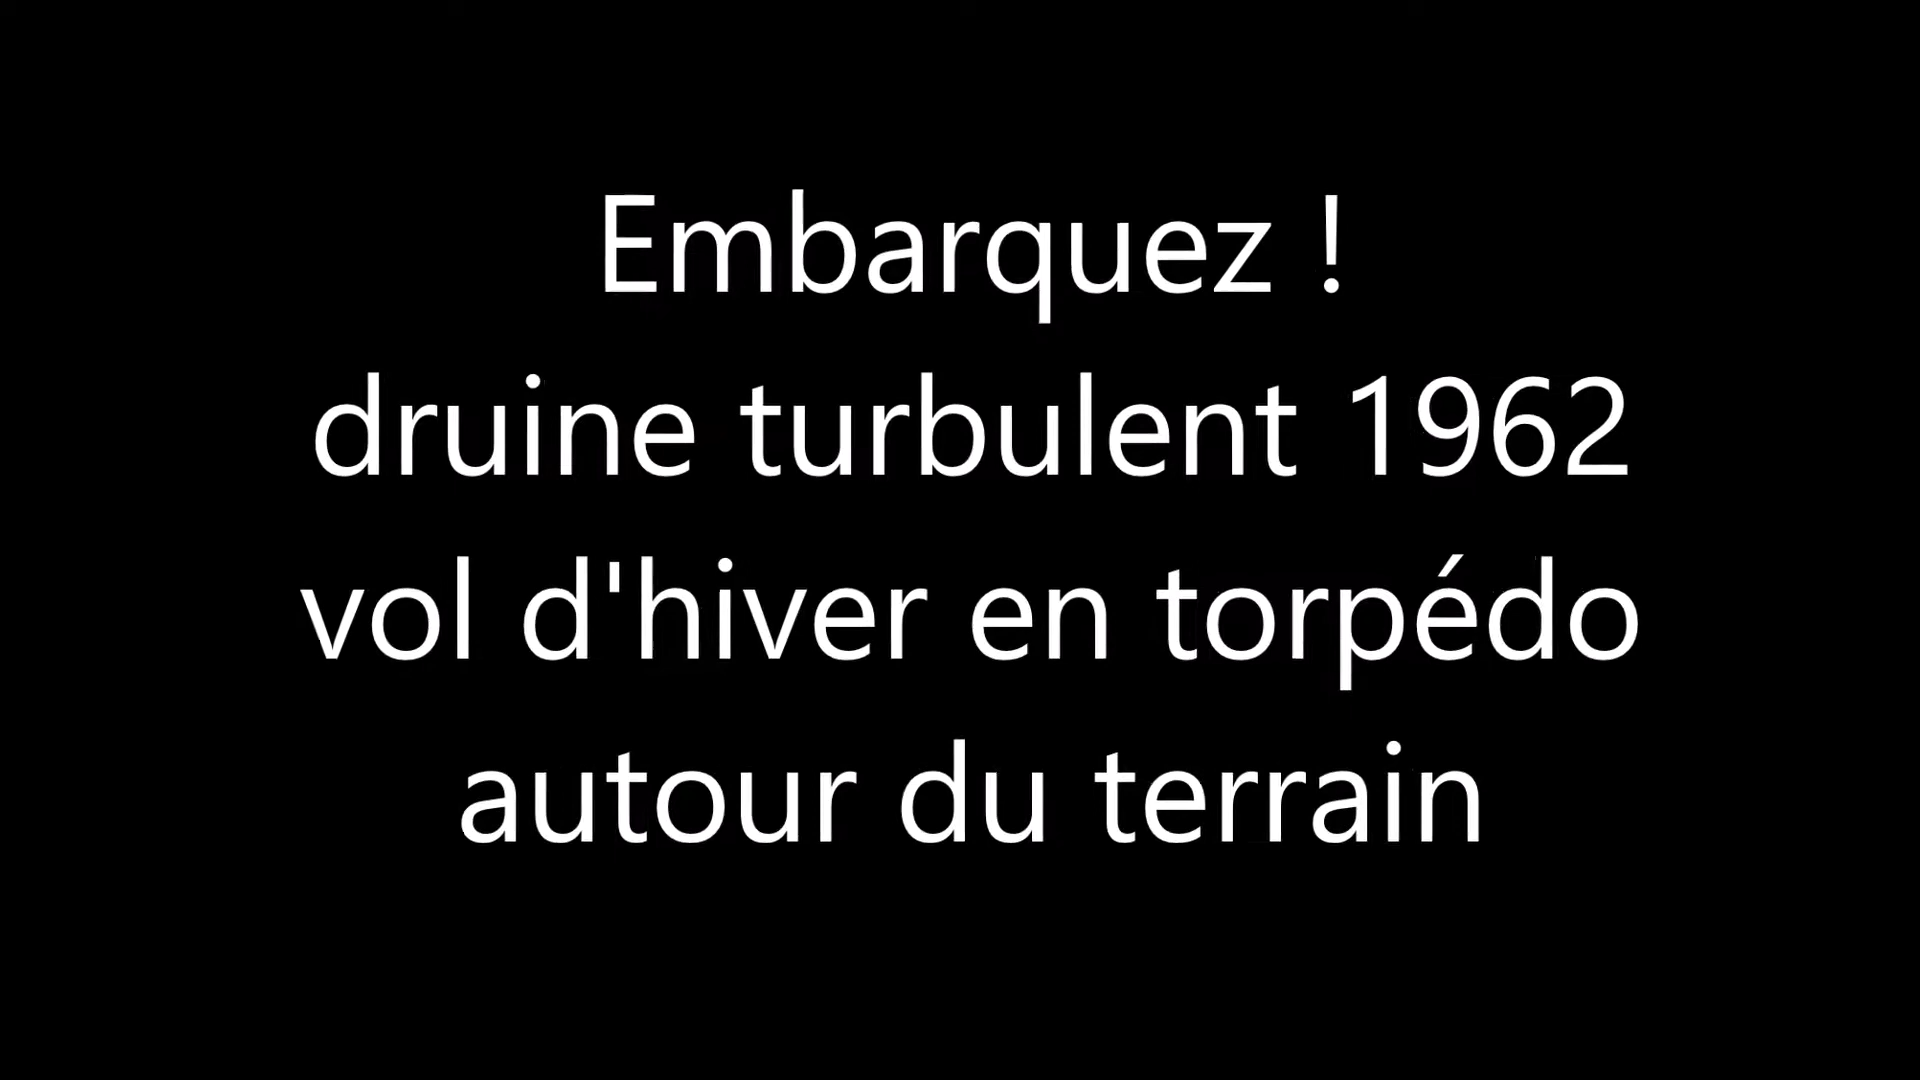 Embarquez !
druine turbulent 1962
vol d'hiver en torpédo
autour du terrain